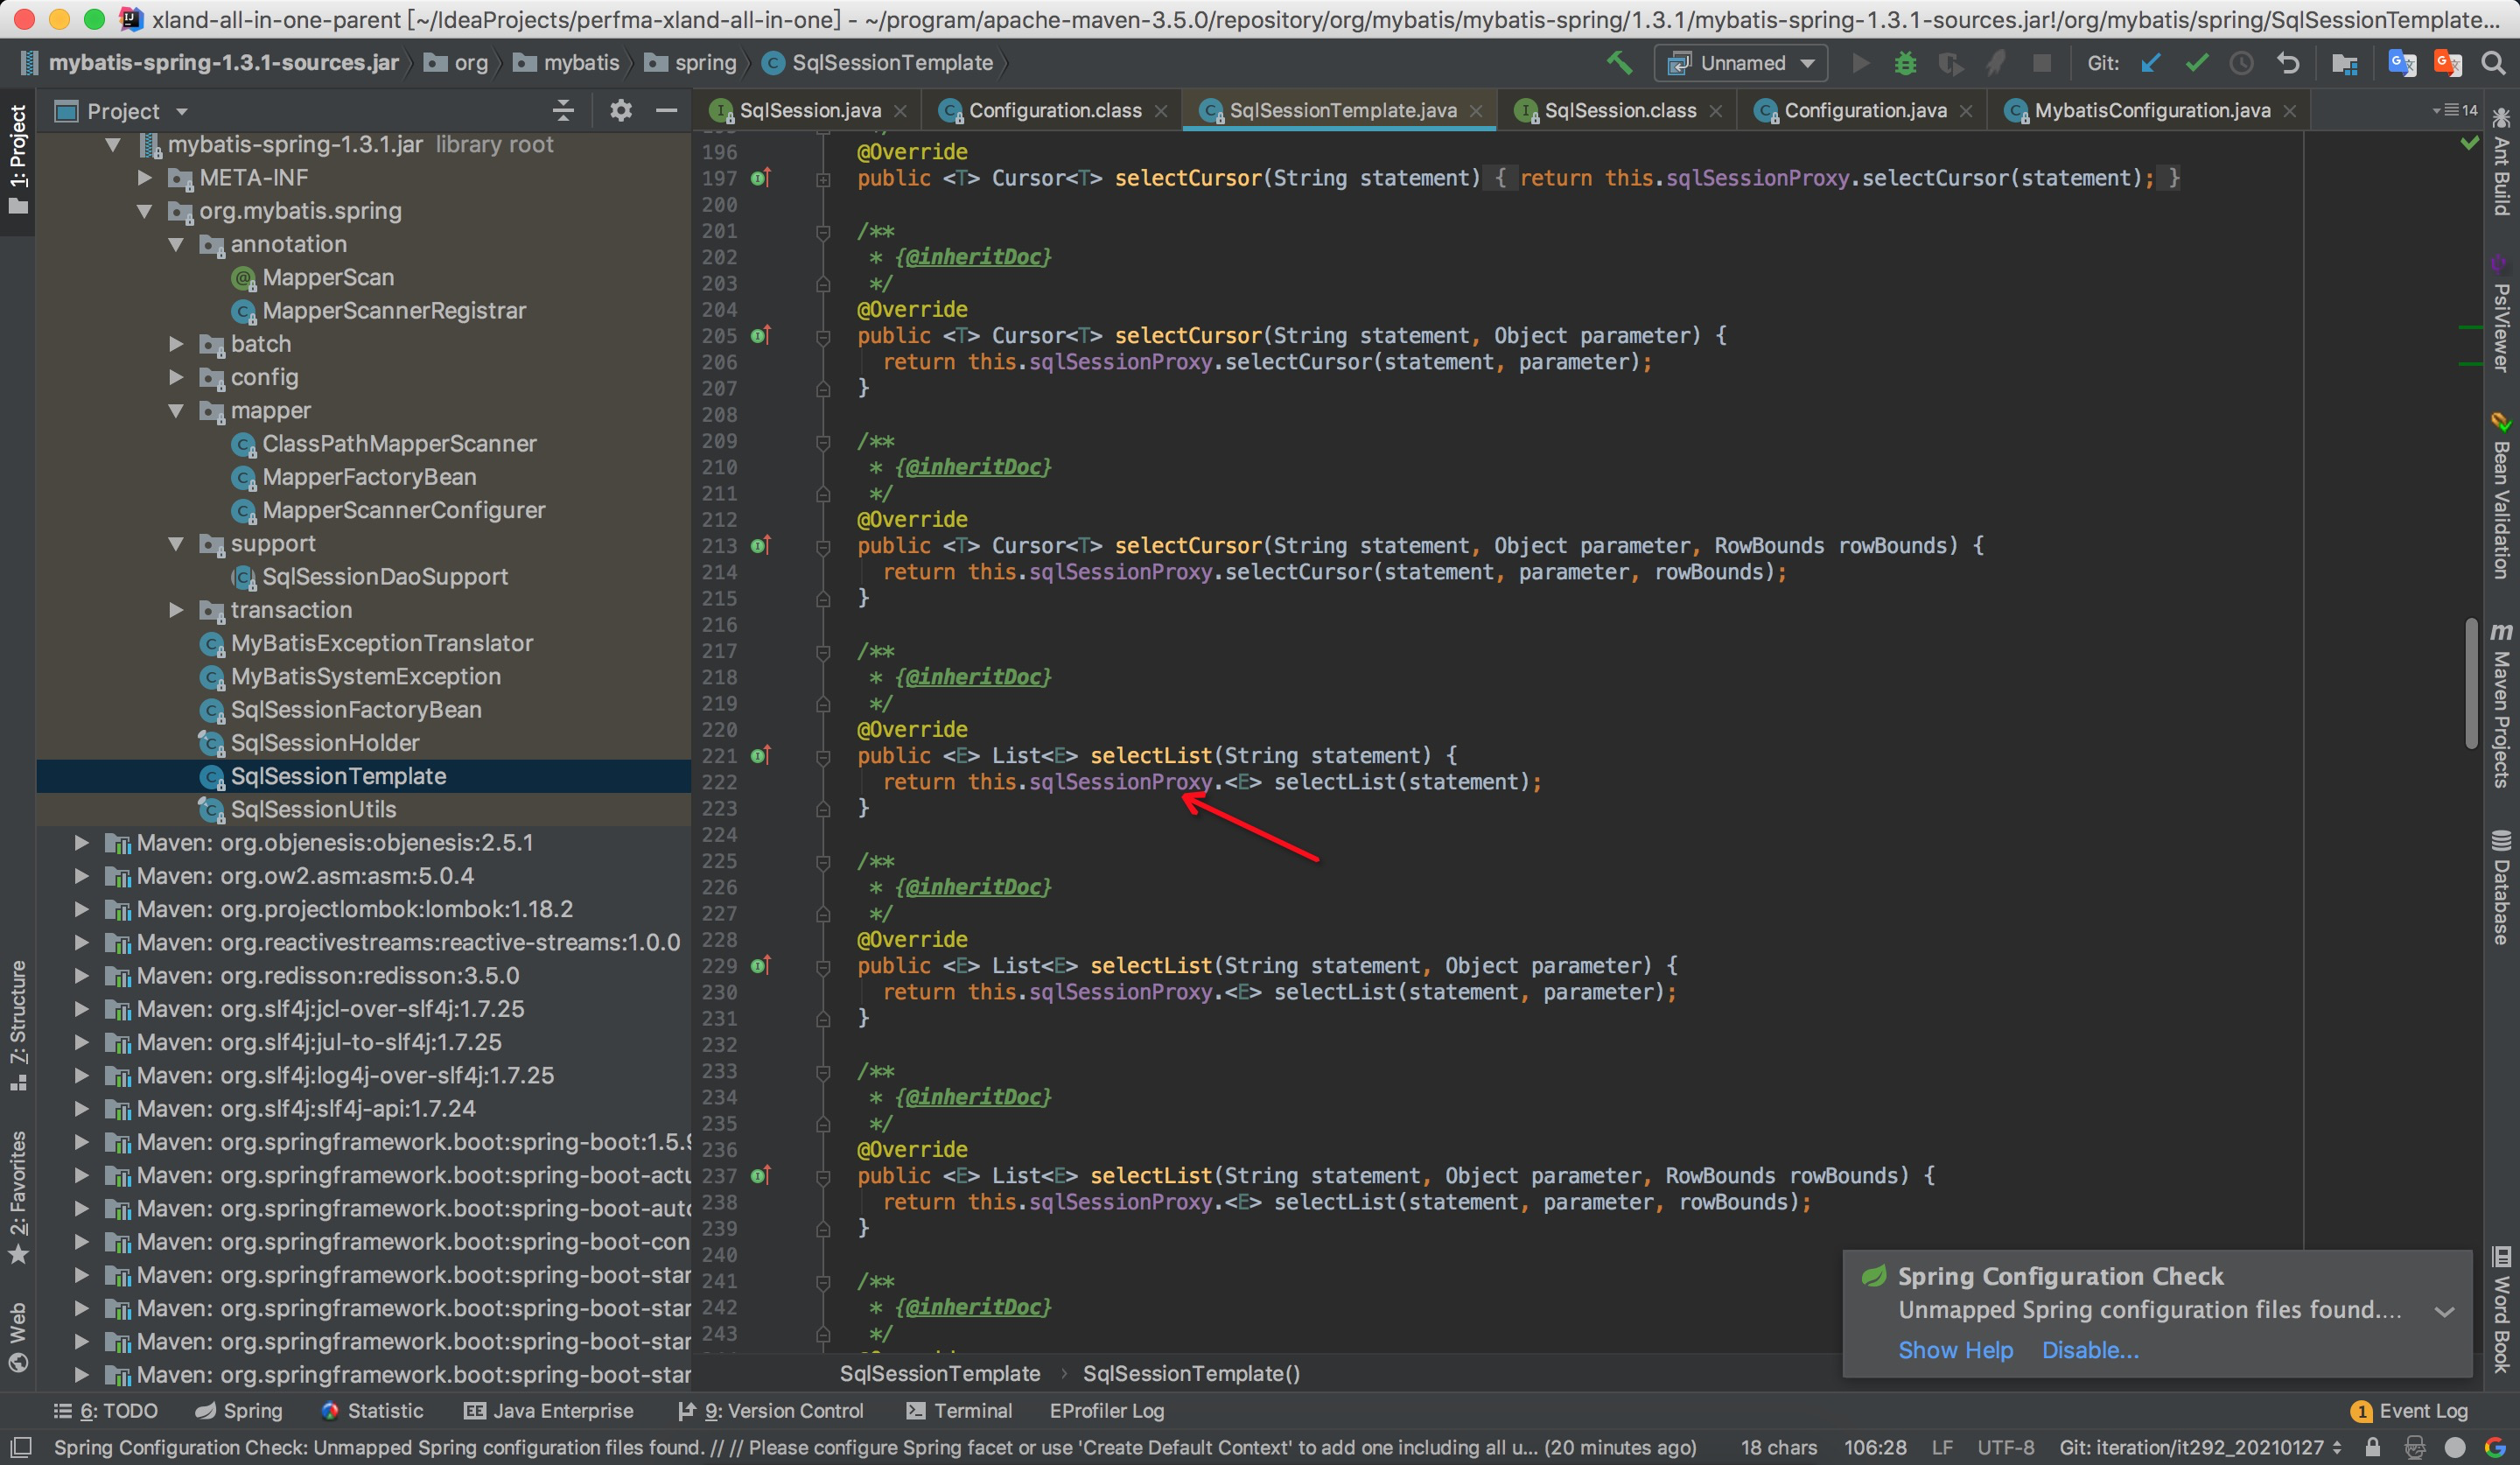 xland-all-in-one-parent [~/IdeaProjects/perfma-xland-all-in-one] - ~/program/apache-maven-3.5.0/repository/org/mybatis/mybatis-spring/1.3.1/mybatis-spring-1.3.1-sources.jar!/org/mybatis/spring/SqlSessionTemplate...
mybatis-spring-1.3.1-sources.jar org mybatis spring SqlSessionTemplate Unnamed Git:
1: Project
Project
SqlSession.java Configuration.class SqlSessionTemplate.java SqlSession.class Configuration.java MybatisConfiguration.java 14
mybatis-spring-1.3.1.jar library root
META-INF
org.mybatis.spring
annotation
MapperScan
MapperScannerRegistrar
batch
config
mapper
ClassPathMapperScanner
MapperFactoryBean
MapperScannerConfigurer
support
SqlSessionDaoSupport
transaction
MyBatisExceptionTranslator
MyBatisSystemException
SqlSessionFactoryBean
SqlSessionHolder
SqlSessionTemplate
SqlSessionUtils
Maven: org.objenesis:objenesis:2.5.1
Maven: org.ow2.asm:asm:5.0.4
Maven: org.projectlombok:lombok:1.18.2
Maven: org.reactivestreams:reactive-streams:1.0.0
Maven: org.redisson:redisson:3.5.0
Maven: org.slf4j:jcl-over-slf4j:1.7.25
Maven: org.slf4j:jul-to-slf4j:1.7.25
Maven: org.slf4j:log4j-over-slf4j:1.7.25
Maven: org.slf4j:slf4j-api:1.7.24
Maven: org.springframework.boot:spring-boot:1.5.9
Maven: org.springframework.boot:spring-boot-actu
Maven: org.springframework.boot:spring-boot-auto
Maven: org.springframework.boot:spring-boot-con
Maven: org.springframework.boot:spring-boot-star
Maven: org.springframework.boot:spring-boot-star
Maven: org.springframework.boot:spring-boot-star
Maven: org.springframework.boot:spring-boot-star
7: Structure
2: Favorites
Web
196 @Override
197 public <T> Cursor<T> selectCursor(String statement) { return this.sqlSessionProxy.selectCursor(statement); }
200
201 /**
202 * {@inheritDoc}
203 */
204 @Override
205 public <T> Cursor<T> selectCursor(String statement, Object parameter) {
206 return this.sqlSessionProxy.selectCursor(statement, parameter);
207 }
208
209 /**
210 * {@inheritDoc}
211 */
212 @Override
213 public <T> Cursor<T> selectCursor(String statement, Object parameter, RowBounds rowBounds) {
214 return this.sqlSessionProxy.selectCursor(statement, parameter, rowBounds);
215 }
216
217 /**
218 * {@inheritDoc}
219 */
220 @Override
221 public <E> List<E> selectList(String statement) {
222 return this.sqlSessionProxy.<E> selectList(statement);
223 }
224
225 /**
226 * {@inheritDoc}
227 */
228 @Override
229 public <E> List<E> selectList(String statement, Object parameter) {
230 return this.sqlSessionProxy.<E> selectList(statement, parameter);
231 }
232
233 /**
234 * {@inheritDoc}
235 */
236 @Override
237 public <E> List<E> selectList(String statement, Object parameter, RowBounds rowBounds) {
238 return this.sqlSessionProxy.<E> selectList(statement, parameter, rowBounds);
239 }
240
241 /**
242 * {@inheritDoc}
243 */
Ant Build
PsiViewer
Bean Validation
Maven Projects
Database
Word Book
Spring Configuration Check
Unmapped Spring configuration files found....
Show Help Disable...
SqlSessionTemplate › SqlSessionTemplate()
6: TODO Spring Statistic Java Enterprise 9: Version Control Terminal EProfiler Log 1 Event Log
Spring Configuration Check: Unmapped Spring configuration files found. // // Please configure Spring facet or use 'Create Default Context' to add one including all u... (20 minutes ago) 18 chars 106:28 LF UTF-8 Git: iteration/it292_20210127